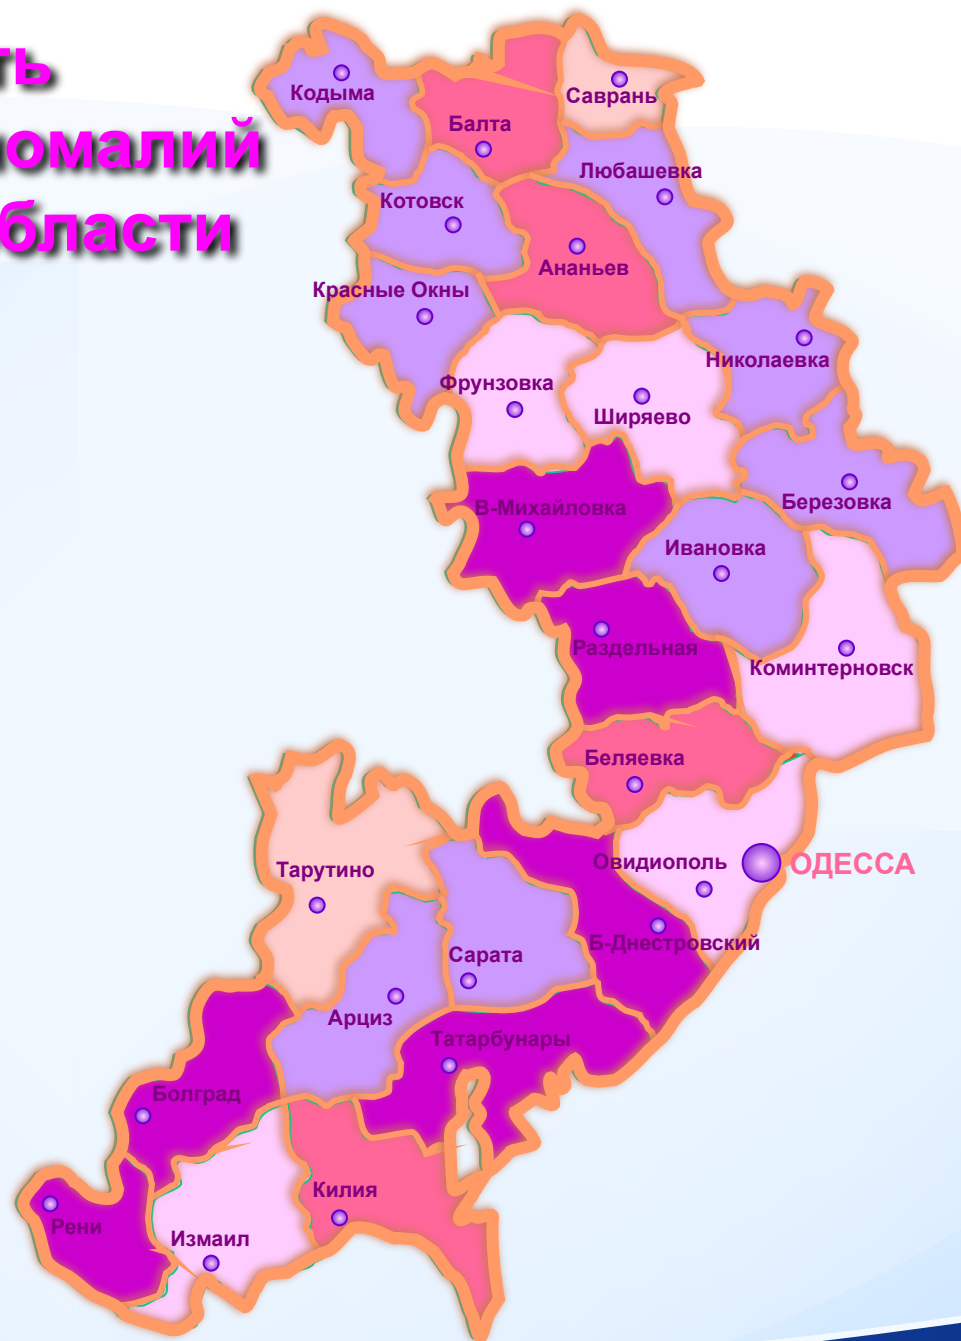 ть
омалий
бласти
Кодыма
Саврань
Балта
Любашевка
Котовск
Ананьев
Красные Окны
Николаевка
Фрунзовка
Ширяево
Березовка
В-Михайловка
Ивановка
Раздельная
Коминтерновск
Беляевка
Овидиополь
ОДЕССА
Тарутино
Б-Днестровский
Сарата
Арциз
Татарбунары
Болград
Килия
Рени
Измаил